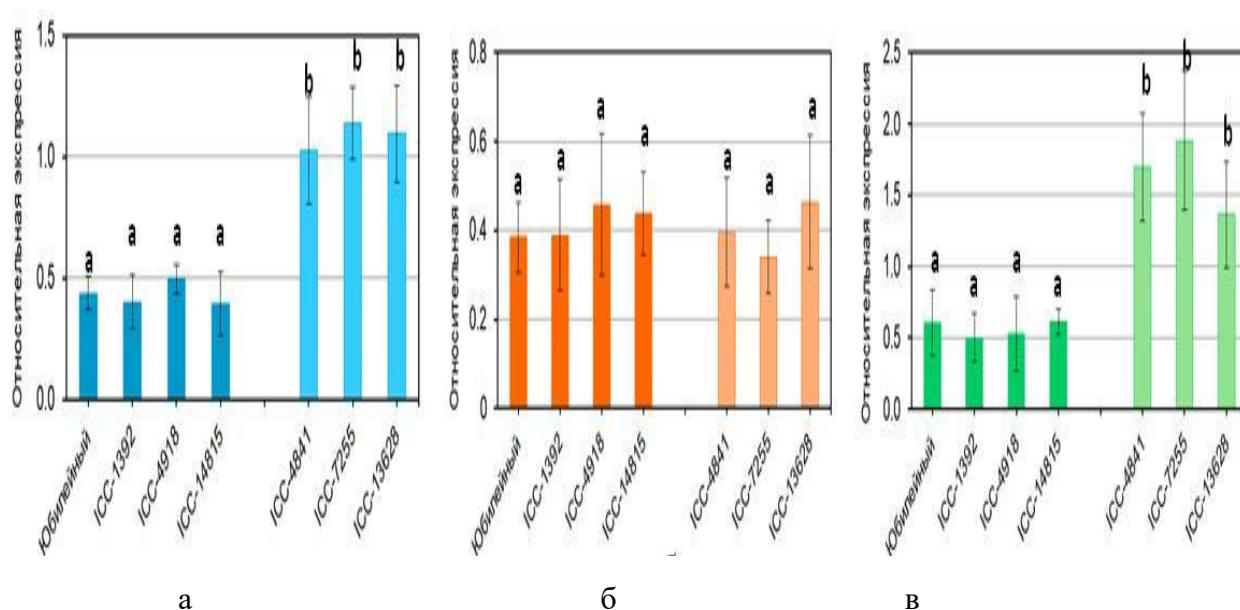 Относительная экспрессия
1.5
1.0
0.5
0.0
a
a
a
a
b
b
b
Юбилейный
ICC-1392
ICC-4918
ICC-14815
ICC-4841
ICC-7255
ICC-13628
а
Относительная экспрессия
0.8
0.6
0.4
0.2
0
a
a
a
a
a
a
a
Юбилейный
ICC-1392
ICC-4918
ICC-14815
ICC-4841
ICC-7255
ICC-13628
б
Относительная экспрессия
2.5
2.0
1.5
1.0
0.5
0.0
a
a
a
a
b
b
b
Юбилейный
ICC-1392
ICC-4918
ICC-14815
ICC-4841
ICC-7255
ICC-13628
в